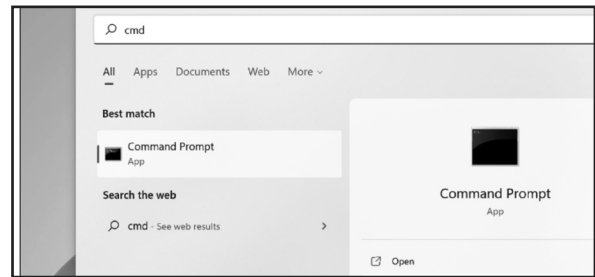 cmd
All Apps Documents Web More
Best match
Command Prompt
App
Search the web
cmd - See web results
Command Prompt
App
Open